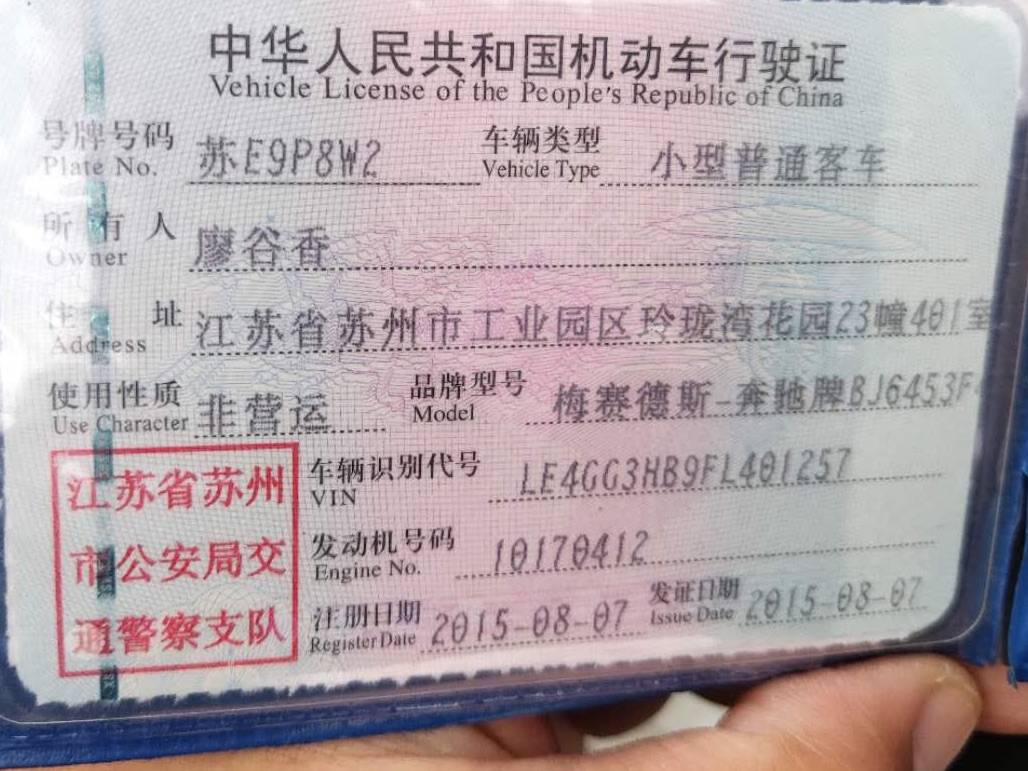 中华人民共和国机动车行驶证
Vehicle License of the People's Republic of China
号牌号码 苏E9P8W2 车辆类型 小型普通客车
Plate No. Vehicle Type
所有人 廖谷香
Owner
住址 江苏省苏州市工业园区玲珑湾花园23幢401室
Address
使用性质 非营运 品牌型号 梅赛德斯-奔驰牌BJ6453F
Use Character Model
江苏省苏州
市公安局交
通警察支队
车辆识别代号 LE4GG3HB9FL401257
VIN
发动机号码 10170412
Engine No.
注册日期 2015-08-07 发证日期 2015-08-07
Register Date Issue Date